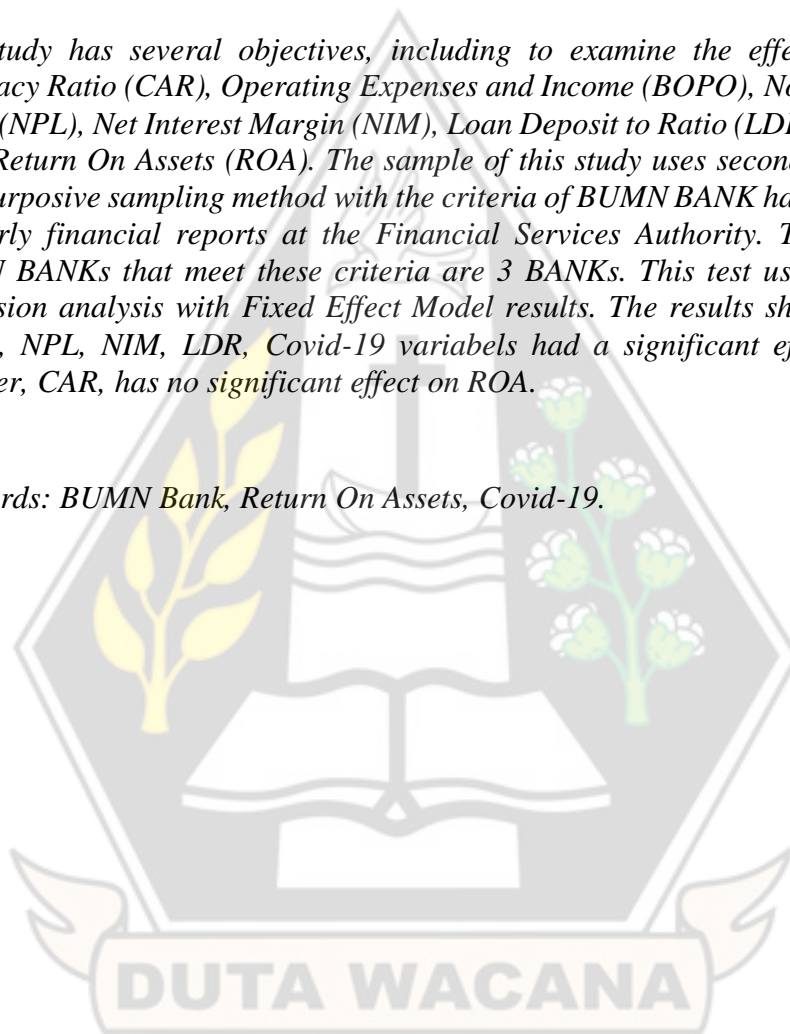 tudy has several objectives, including to examine the effe
acy Ratio (CAR), Operating Expenses and Income (BOPO), No
(NPL), Net Interest Margin (NIM), Loan Deposit to Ratio (LD
Return On Assets (ROA). The sample of this study uses second
urposive sampling method with the criteria of BUMN BANK ha
rly financial reports at the Financial Services Authority. T
N BANKs that meet these criteria are 3 BANKs. This test us
sion analysis with Fixed Effect Model results. The results sh
, NPL, NIM, LDR, Covid-19 variabels had a significant ef
er, CAR, has no significant effect on ROA.
rds: BUMN Bank, Return On Assets, Covid-19.
DUTA WACANA